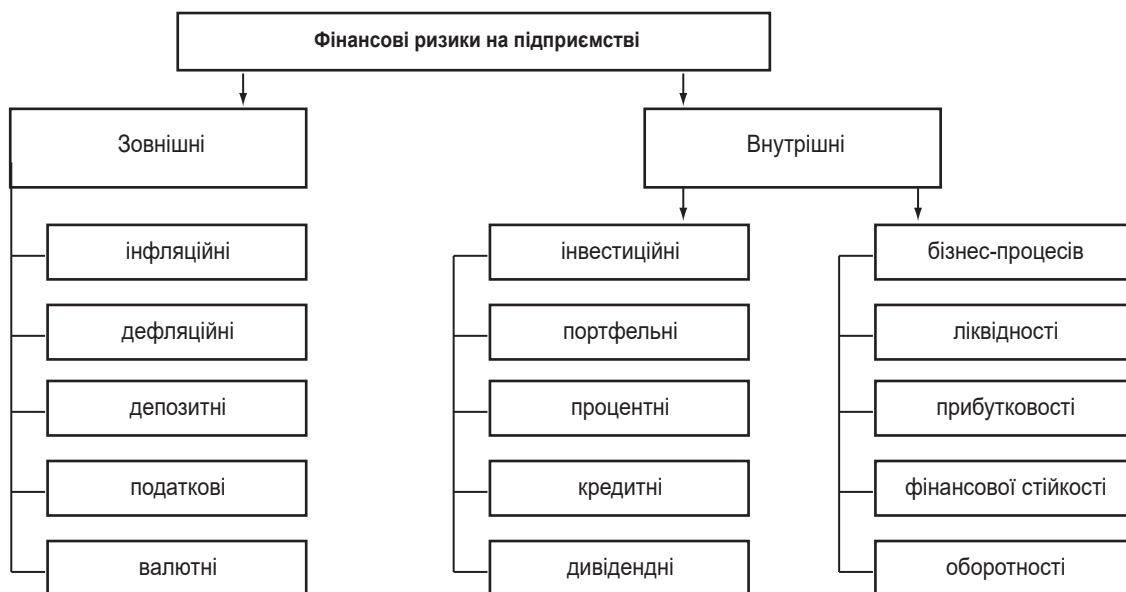 Фінансові ризики на підприємстві
Зовнішні
Внутрішні
інфляційні
дефляційні
депозитні
податкові
валютні
інвестиційні
портфельні
процентні
кредитні
дивідендні
бізнес-процесів
ліквідності
прибутковості
фінансової стійкості
оборотності